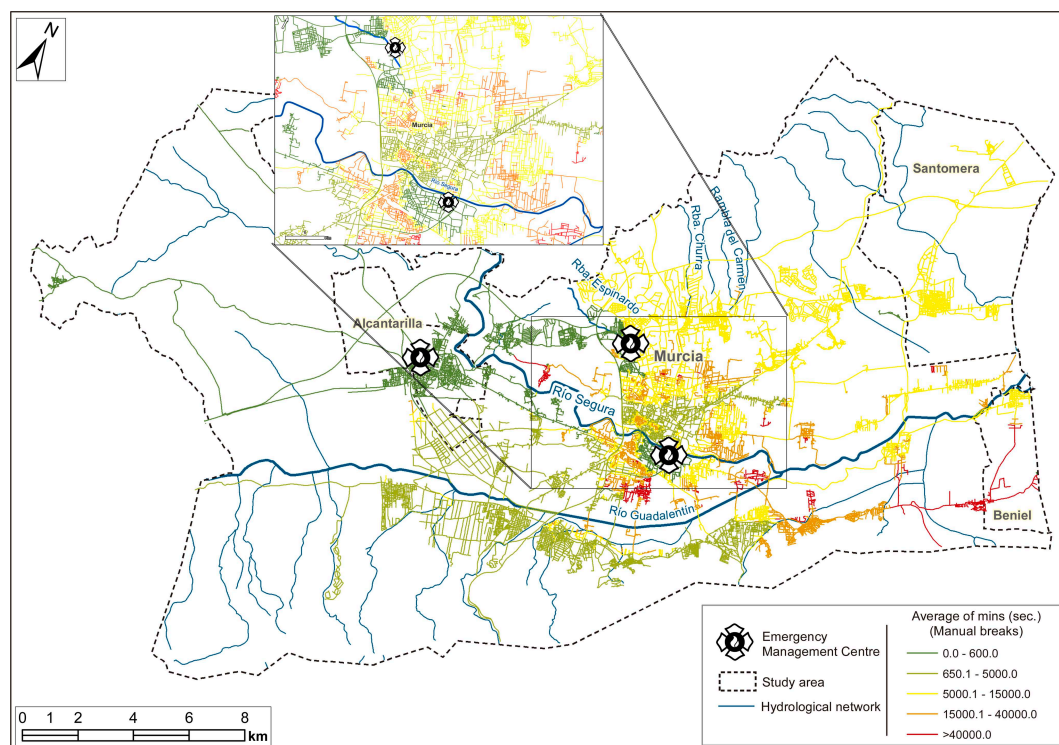 N
Murcia
Río Segura
Santomera
Rba. Churra
Rambla del Carmen
Rba. Espinardo
Alcantarilla
Murcia
Río Segura
Río Guadalentín
Beniel
Emergency
Management Centre
Study area
Hydrological network
Average of mins (sec.)
(Manual breaks)
0.0 - 600.0
650.1 - 5000.0
5000.1 - 15000.0
15000.1 - 40000.0
>40000.0
0 1 2 4 6 8
km